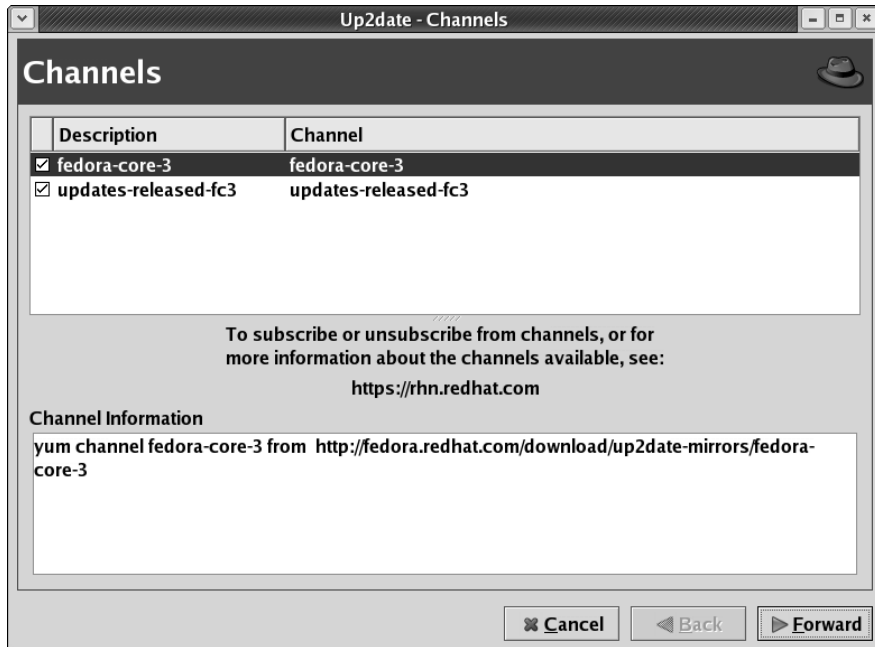 Up2date - Channels
Channels
Description Channel
fedora-core-3 fedora-core-3
updates-released-fc3 updates-released-fc3
To subscribe or unsubscribe from channels, or for
more information about the channels available, see:
https://rhn.redhat.com
Channel Information
yum channel fedora-core-3 from  http://fedora.redhat.com/download/up2date-mirrors/fedora-
core-3
Cancel Back Forward